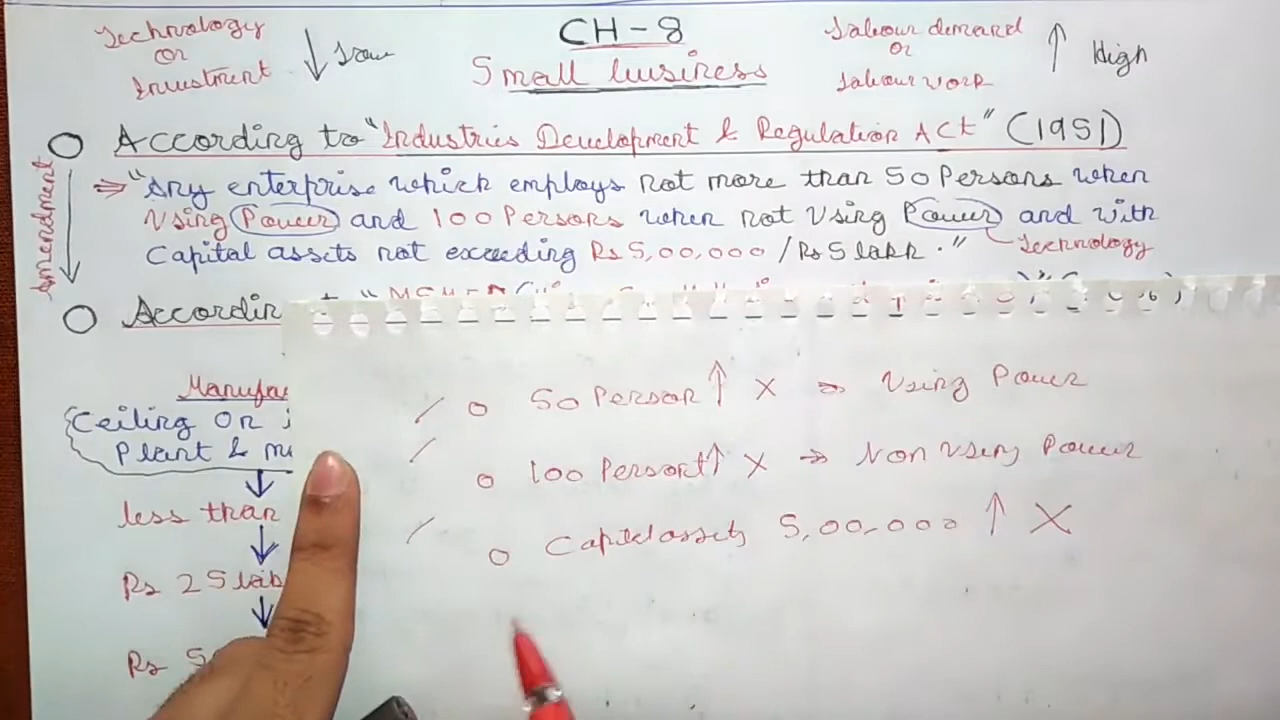 Technology
Or
Investment
↓ Low
CH-8
Small business
Labour demand
or
Labour work
↑ High
According to "Industries Development & Regulation ACt" (1951)
Amendment
⇒ "Any enterprise which employs not more than 50 Persons when
Using Power and 100 Persons when not Using Power and with
Capital assets not exceeding Rs 5,00,000 / Rs 5 lakh."
Technology
Accordin
Manufa
Ceiling On
Plant & m
less than
Rs 25 lak
Rs 5
50 Person ↑ X ⇒ Using Power
100 Person ↑ X → Non Using Power
Capital assets 5,00,000 ↑ X